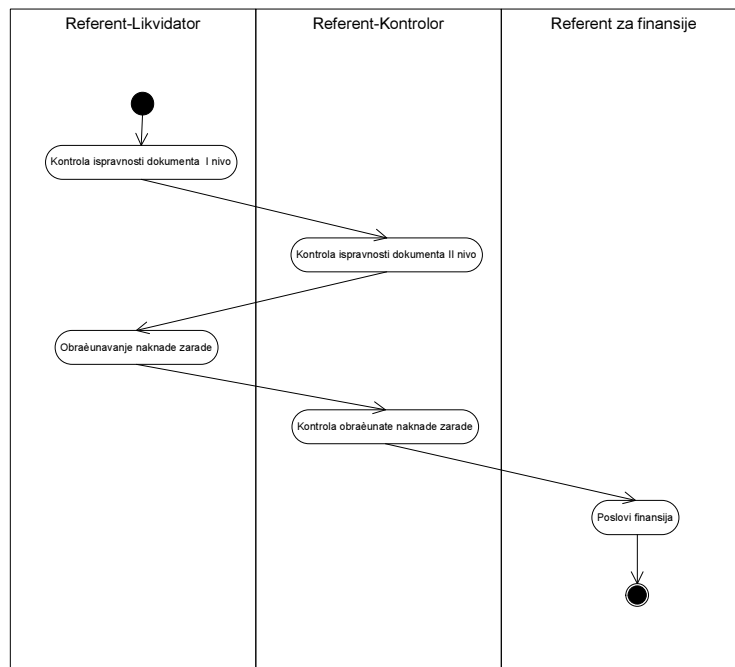 Referent-Likvidator
Referent-Kontrolor
Referent za finansije
Kontrola ispravnosti dokumenta  I nivo
Kontrola ispravnosti dokumenta II nivo
Obraèunavanje naknade zarade
Kontrola obraèunate naknade zarade
Poslovi finansija